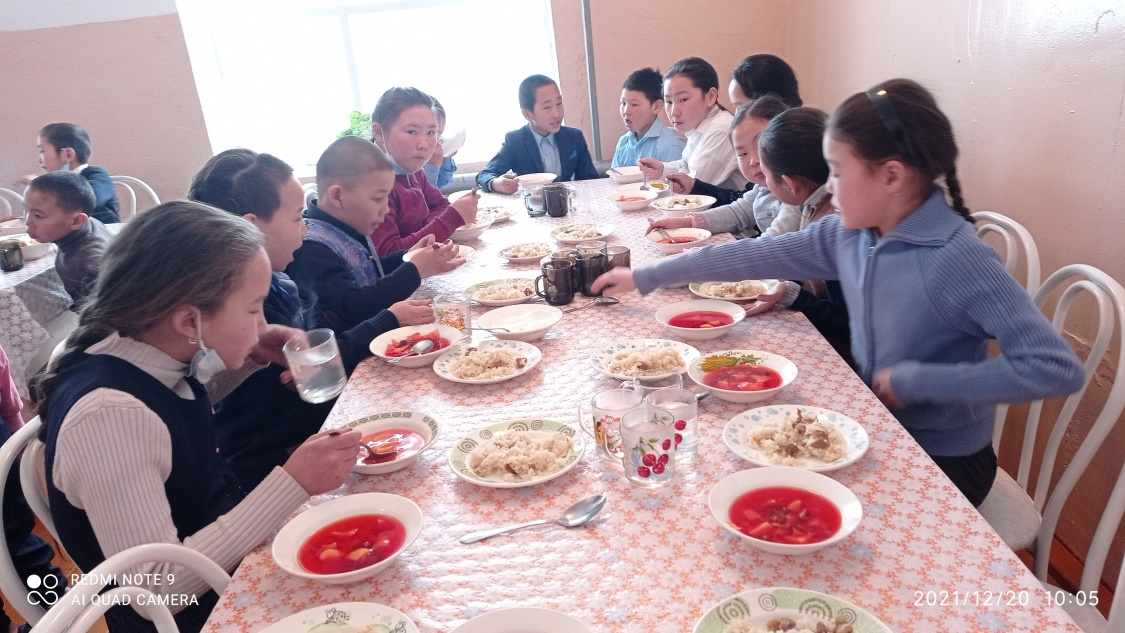 REDMI NOTE 9
AI QUAD CAMERA
2021/12/20 10:05